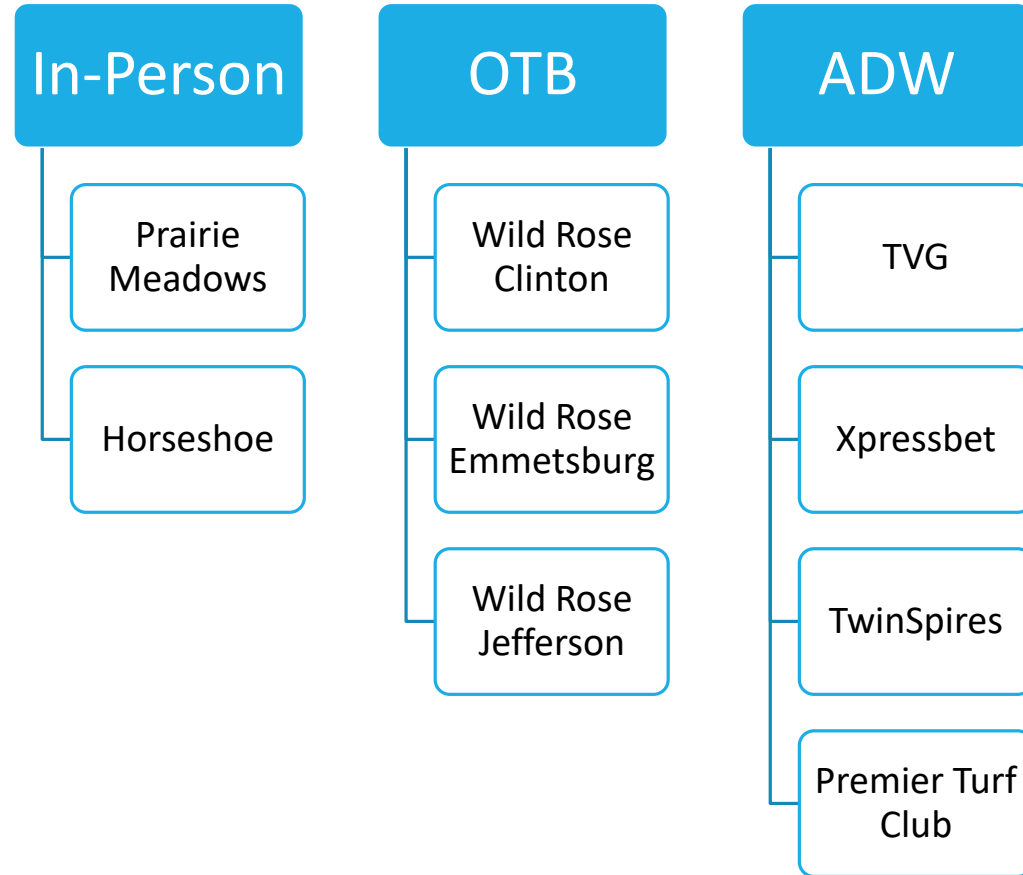 In-Person
Prairie
Meadows
Horseshoe
OTB
Wild Rose
Clinton
Wild Rose
Emmetsburg
Wild Rose
Jefferson
ADW
TVG
Xpressbet
TwinSpires
Premier Turf
Club